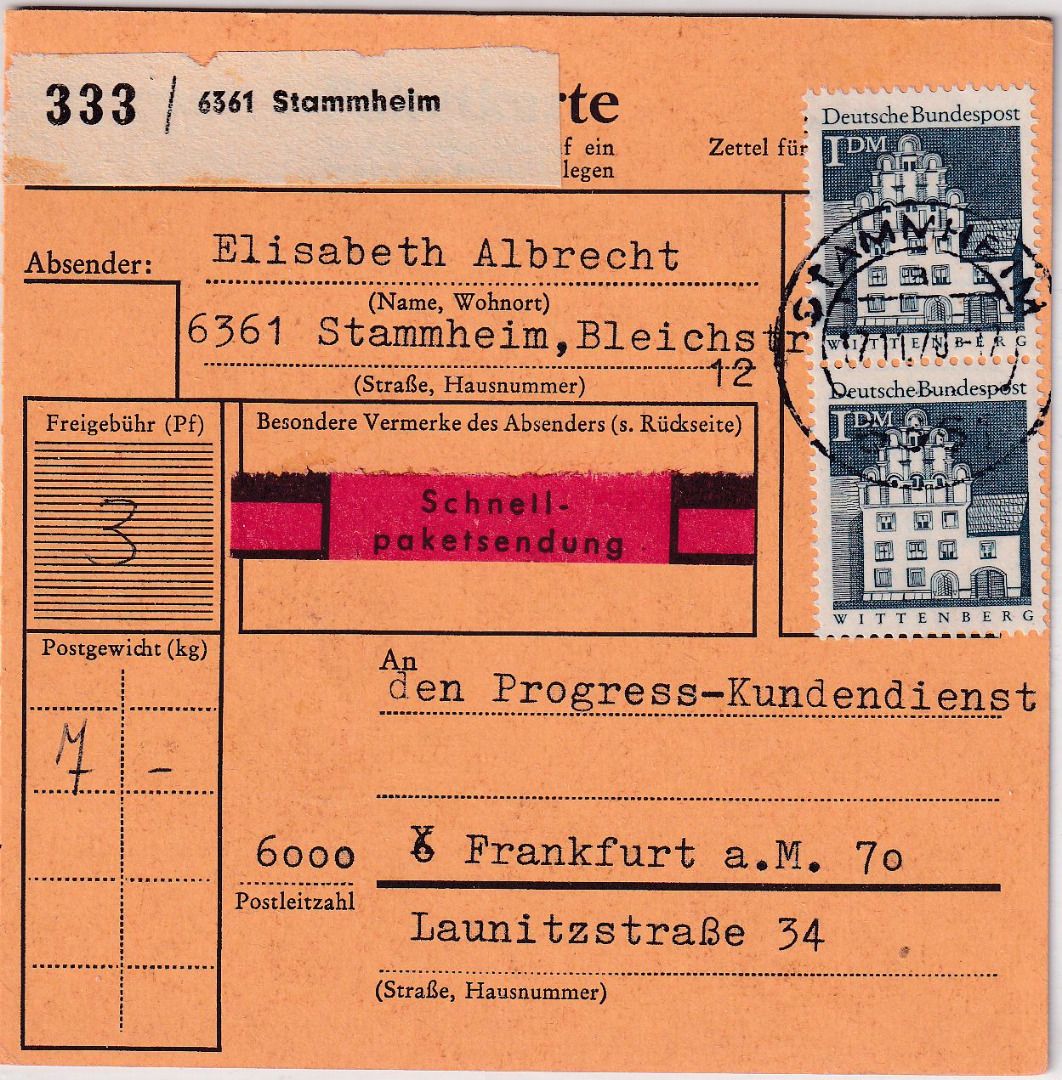 333 / 6361 Stammheim
rte
f ein
legen
Zettel für
Deutsche Bundespost
1 DM
WITTENBERG
STAMMHEIM
Deutsche Bundespost
1 DM
WITTENBERG
Absender:
Elisabeth Albrecht
(Name, Wohnort)
6361 Stammheim,Bleichstr
12
(Straße, Hausnummer)
Freigebühr (Pf)
3
Besondere Vermerke des Absenders (s. Rückseite)
Schnell-
paketsendung
Postgewicht (kg)
7 –
An
den Progress-Kundendienst
6000 Frankfurt a.M. 70
Postleitzahl
Launitzstraße 34
(Straße, Hausnummer)